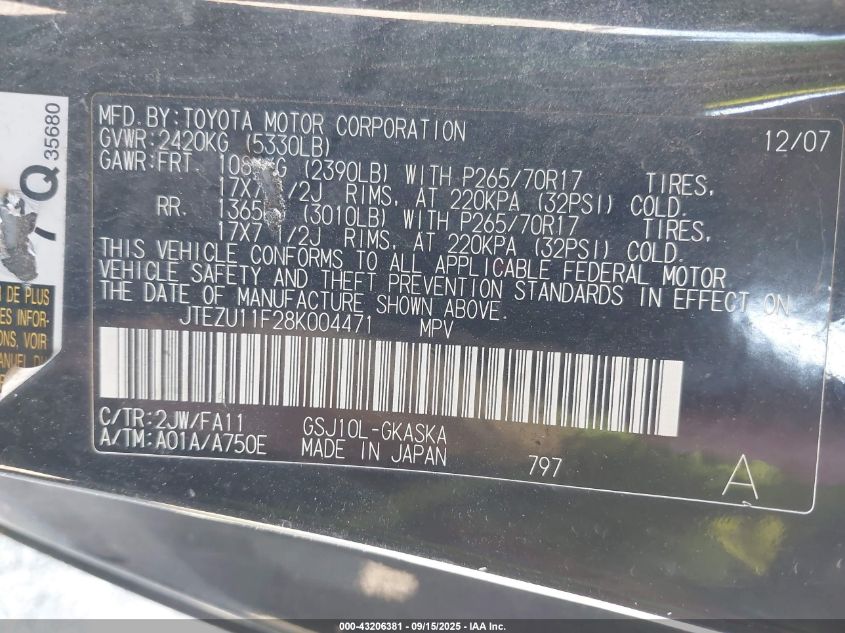 MFD.BY:TOYOTA MOTOR CORPORATION 12/07
GVWR:2420KG (5330LB)
GAWR:FRT. (2390LB) WITH P265/70R17 TIRES,
RIMS, AT 220KPA (32PSI) COLD.
RR. (3010LB) WITH P265/70R17 TIRES,
RIMS, AT 220KPA (32PSI) COLD.
THIS VEHICLE CONFORMS TO ALL APPLICABLE FEDERAL MOTOR
VEHICLE SAFETY AND THEFT PREVENTION STANDARDS IN EFFECT ON
THE DATE OF MANUFACTURE SHOWN ABOVE.
JTEZU11F28K004471 MPV
C/TR:2JW/FA11 GSJ10L-GKASKA
A/TM:A01A/A750E MADE IN JAPAN 797 A
Q 35680
DE PLUS
ES INFOR-
ONS, VOIR
000-43206381 - 09/15/2025 - IAA Inc.